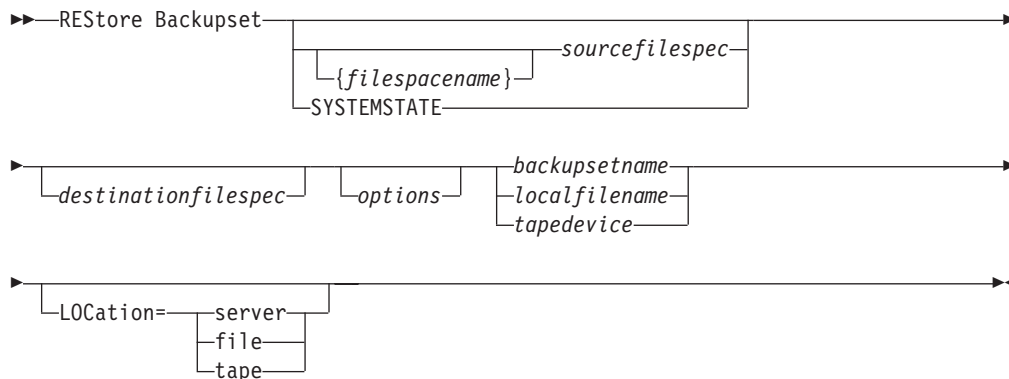 REStore Backupset
sourcefilespec
{filespacename}
SYSTEMSTATE
destinationfilespec
options
backupsetname
localfilename
tapedevice
LOCation=
server
file
tape